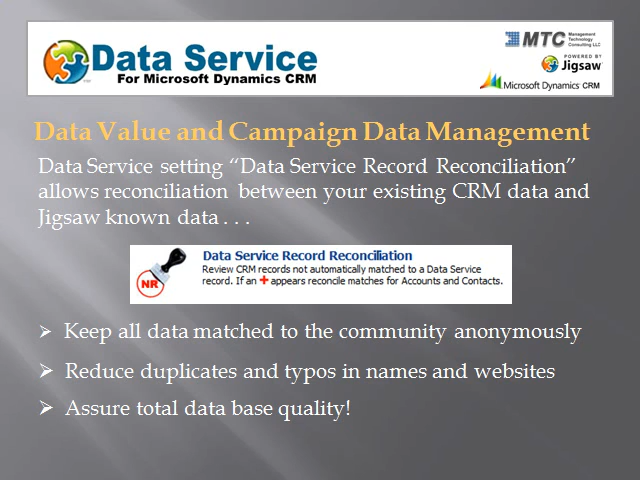 Data Service
For Microsoft Dynamics CRM
MTC Management
Technology
Consulting LLC
POWERED BY
Jigsaw
Microsoft Dynamics CRM
Data Value and Campaign Data Management
Data Service setting “Data Service Record Reconciliation”
allows reconciliation between your existing CRM data and
Jigsaw known data . . .
Data Service Record Reconciliation
Review CRM records not automatically matched to a Data Service
record. If an + appears reconcile matches for Accounts and Contacts.
NR
Keep all data matched to the community anonymously
Reduce duplicates and typos in names and websites
Assure total data base quality!